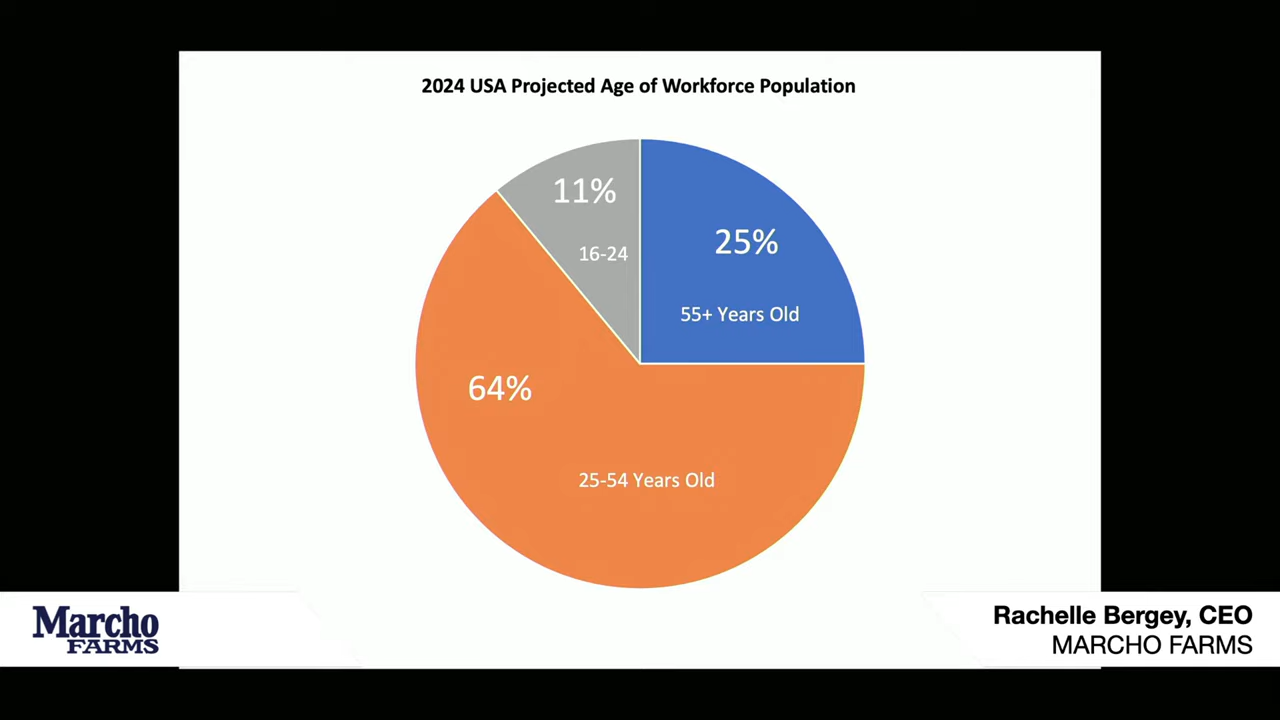 2024 USA Projected Age of Workforce Population
11%
16-24
25%
55+ Years Old
64%
25-54 Years Old
Marcho
FARMS
Rachelle Bergey, CEO
MARCHO FARMS